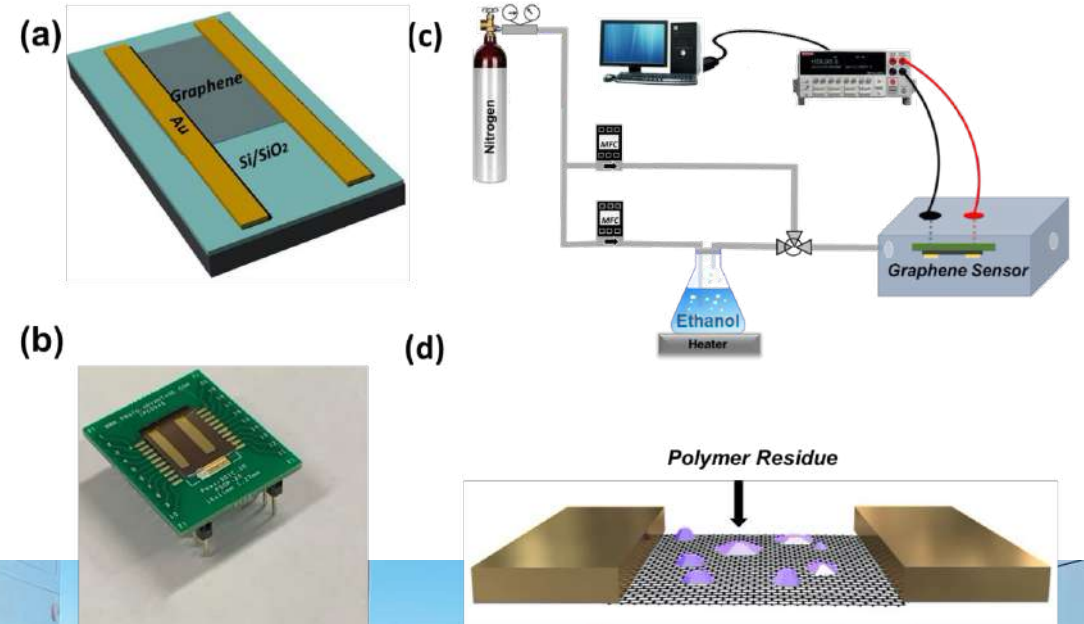 (a)
Graphene
Au
Si/SiO₂
(b)
(c)
Nitrogen
MFC
MFC
Ethanol
Heater
Graphene Sensor
(d)
Polymer Residue